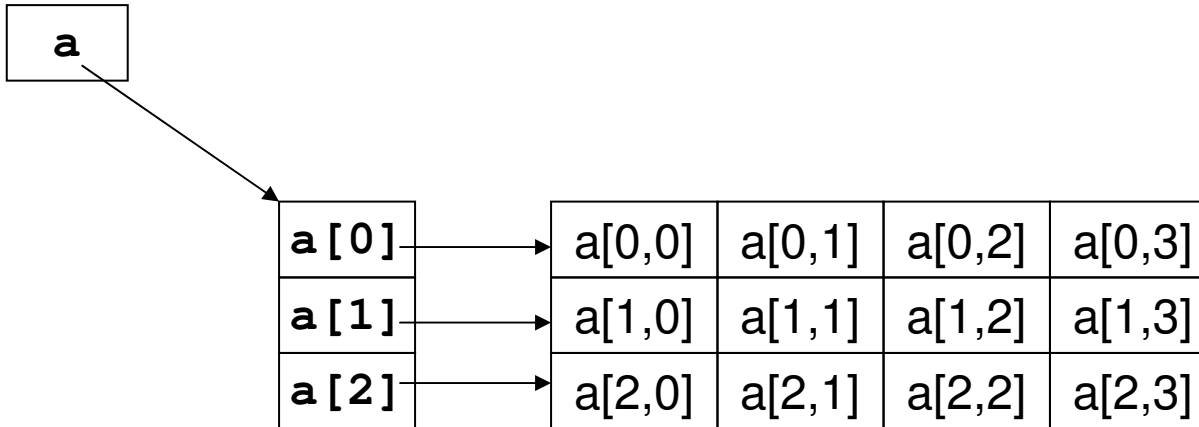 a
a[0] a[0,0] a[0,1] a[0,2] a[0,3]
a[1] a[1,0] a[1,1] a[1,2] a[1,3]
a[2] a[2,0] a[2,1] a[2,2] a[2,3]